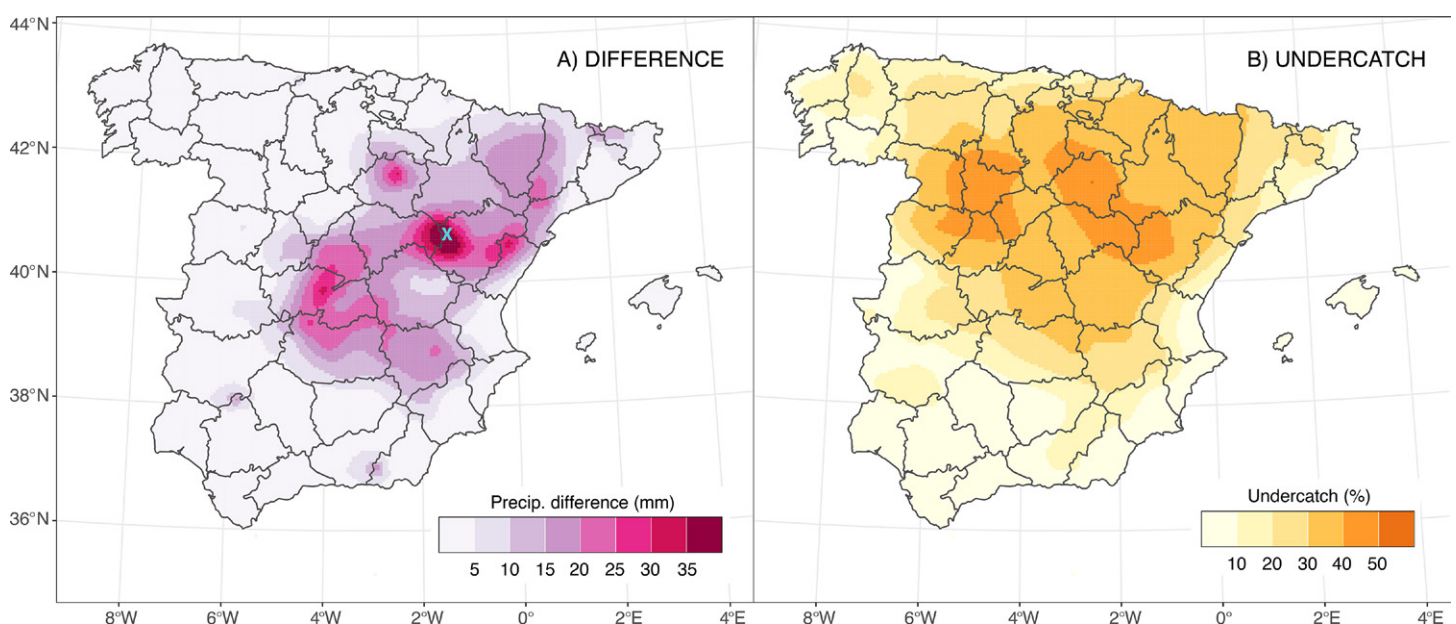 44°N
42°N
40°N
38°N
36°N
A) DIFFERENCE
X
Precip. difference (mm)
5 10 15 20 25 30 35
8°W 6°W 4°W 2°W 0° 2°E 4°E
B) UNDERCATCH
Undercatch (%)
10 20 30 40 50
8°W 6°W 4°W 2°W 0° 2°E 4°E